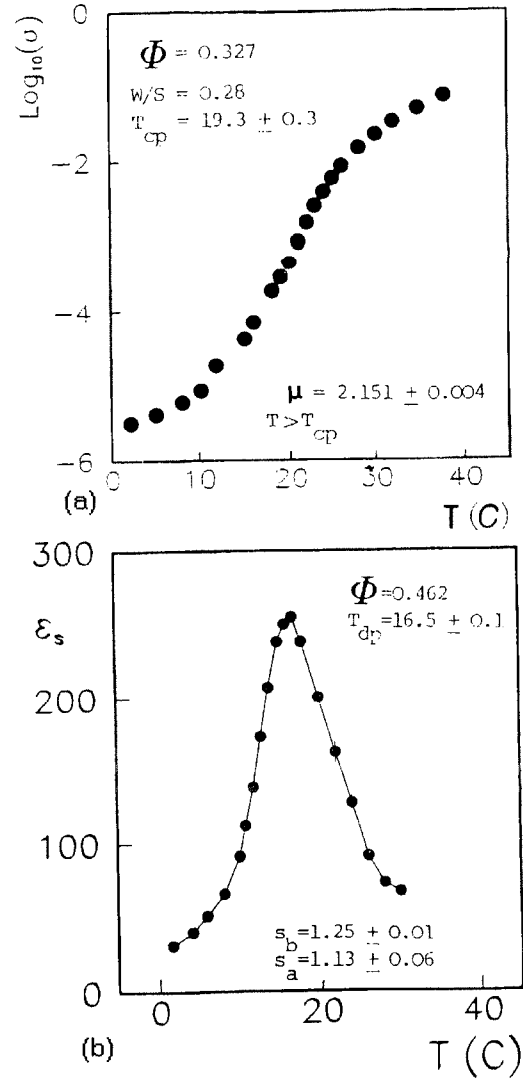 0
Log₁₀(σ)
Φ = 0.327
W/S = 0.28
T_cp = 19.3 ± 0.3
−2
−4
μ = 2.151 ± 0.004
T>T_cp
−6
0 10 20 30 40
(a)
T (C)
300
Φ=0.462
T_dp=16.5 ± 0.1
ε_s
200
100
s_b=1.25 ± 0.01
s_a=1.13 ± 0.06
0
0 20 40
(b)
T (C)